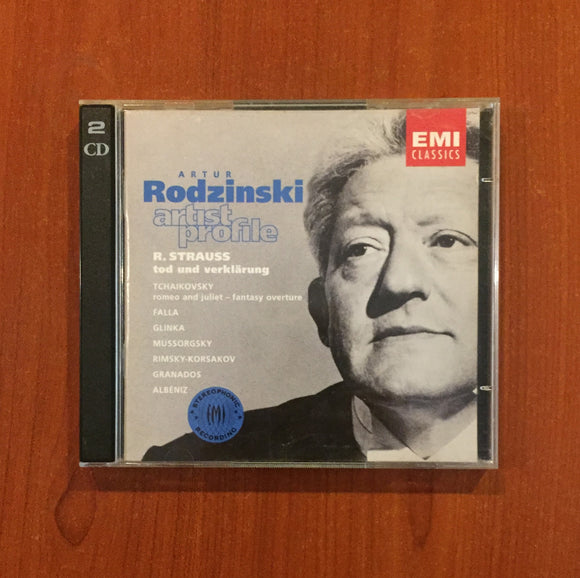 2
CD
EMI
CLASSICS
ARTUR
Rodzinski
artist
profile
R. STRAUSS
tod und verklärung
TCHAIKOVSKY
romeo and juliet – fantasy overture
FALLA
GLINKA
MUSSORGSKY
RIMSKY-KORSAKOV
GRANADOS
ALBÉNIZ
STEREOPHONIC
EMI
RECORDING